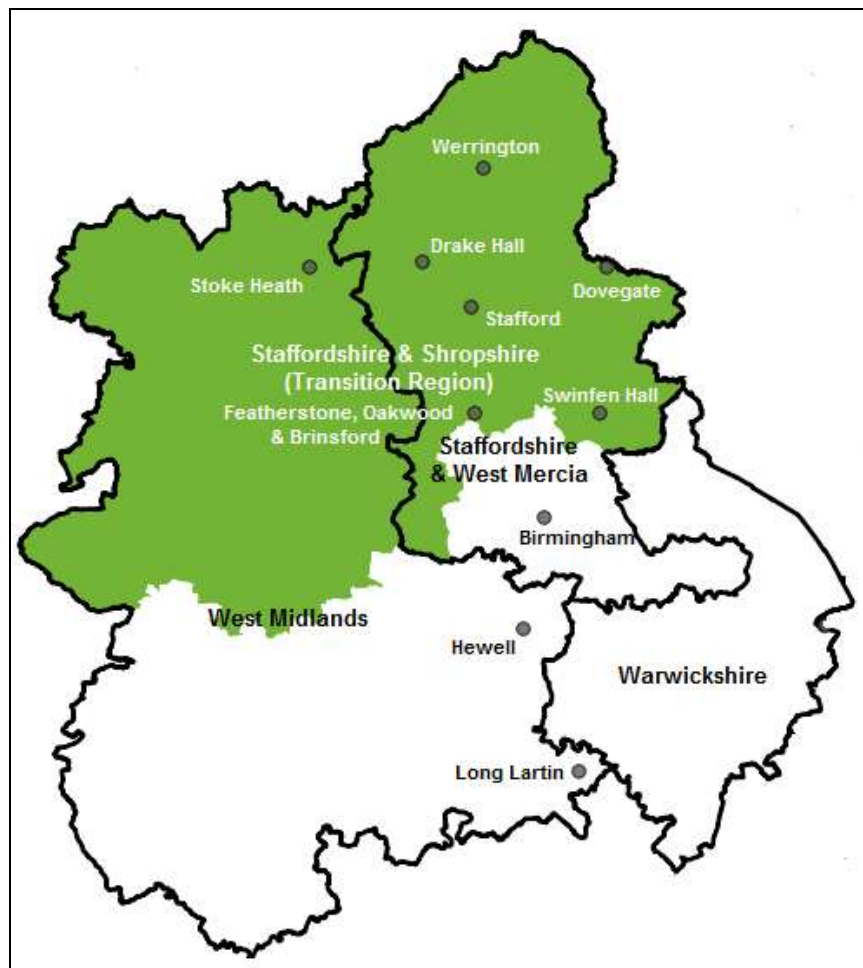 Werrington
Drake Hall
Stoke Heath
Dovegate
Stafford
Staffordshire & Shropshire
(Transition Region)
Swinfen Hall
Featherstone, Oakwood
& Brinsford
Staffordshire
& West Mercia
Birmingham
West Midlands
Hewell
Warwickshire
Long Lartin